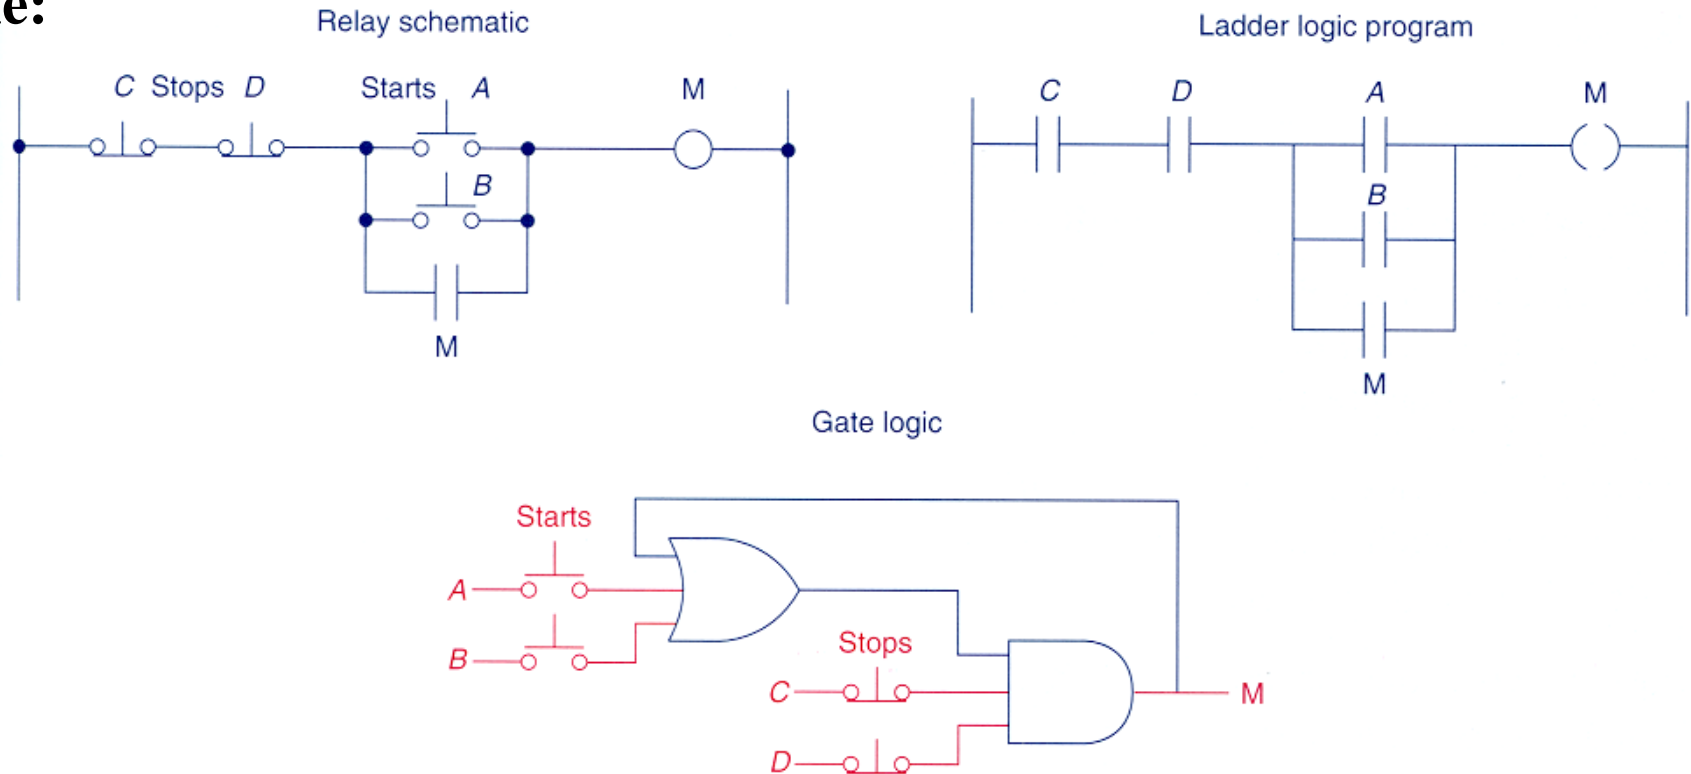 e:
Relay schematic
Ladder logic program
C Stops D Starts A M
B
M
C D A M
B
M
Gate logic
Starts
A
B
Stops
C
M
D